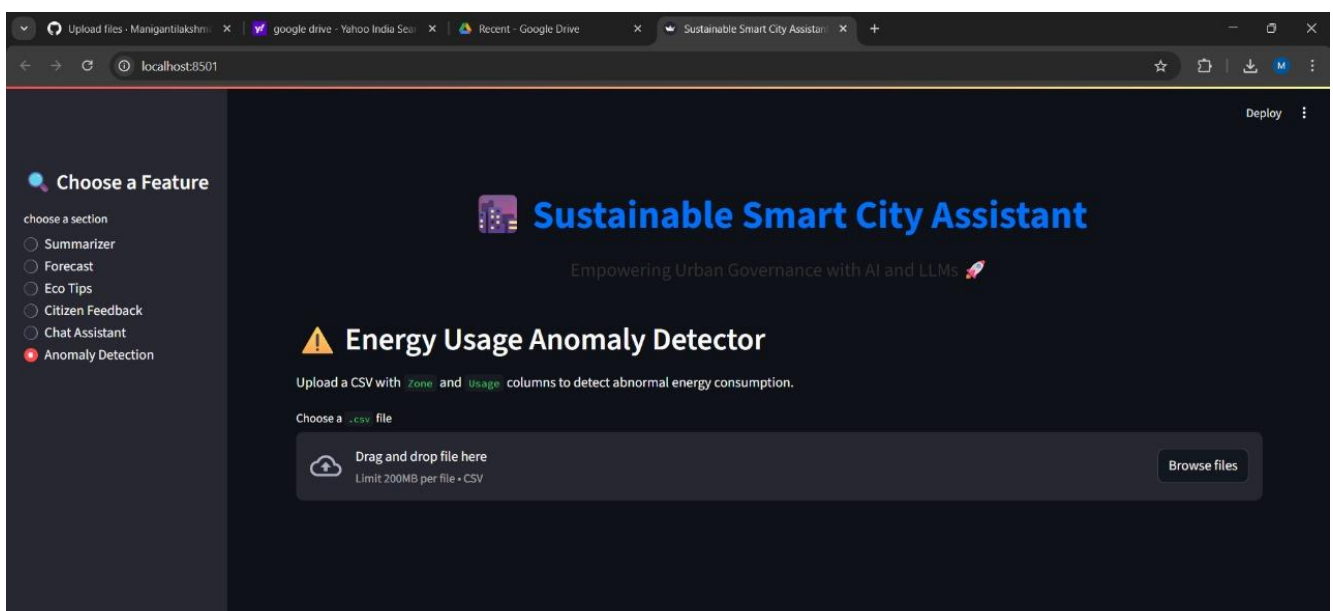 Upload files · Manigantilakshmi
google drive - Yahoo India Sear
Recent - Google Drive
Sustainable Smart City Assistan
localhost:8501
M
Deploy
Choose a Feature
choose a section
Summarizer
Forecast
Eco Tips
Citizen Feedback
Chat Assistant
Anomaly Detection
Sustainable Smart City Assistant
Empowering Urban Governance with AI and LLMs
Energy Usage Anomaly Detector
Upload a CSV with Zone and Usage columns to detect abnormal energy consumption.
Choose a .csv file
Drag and drop file here
Limit 200MB per file • CSV
Browse files